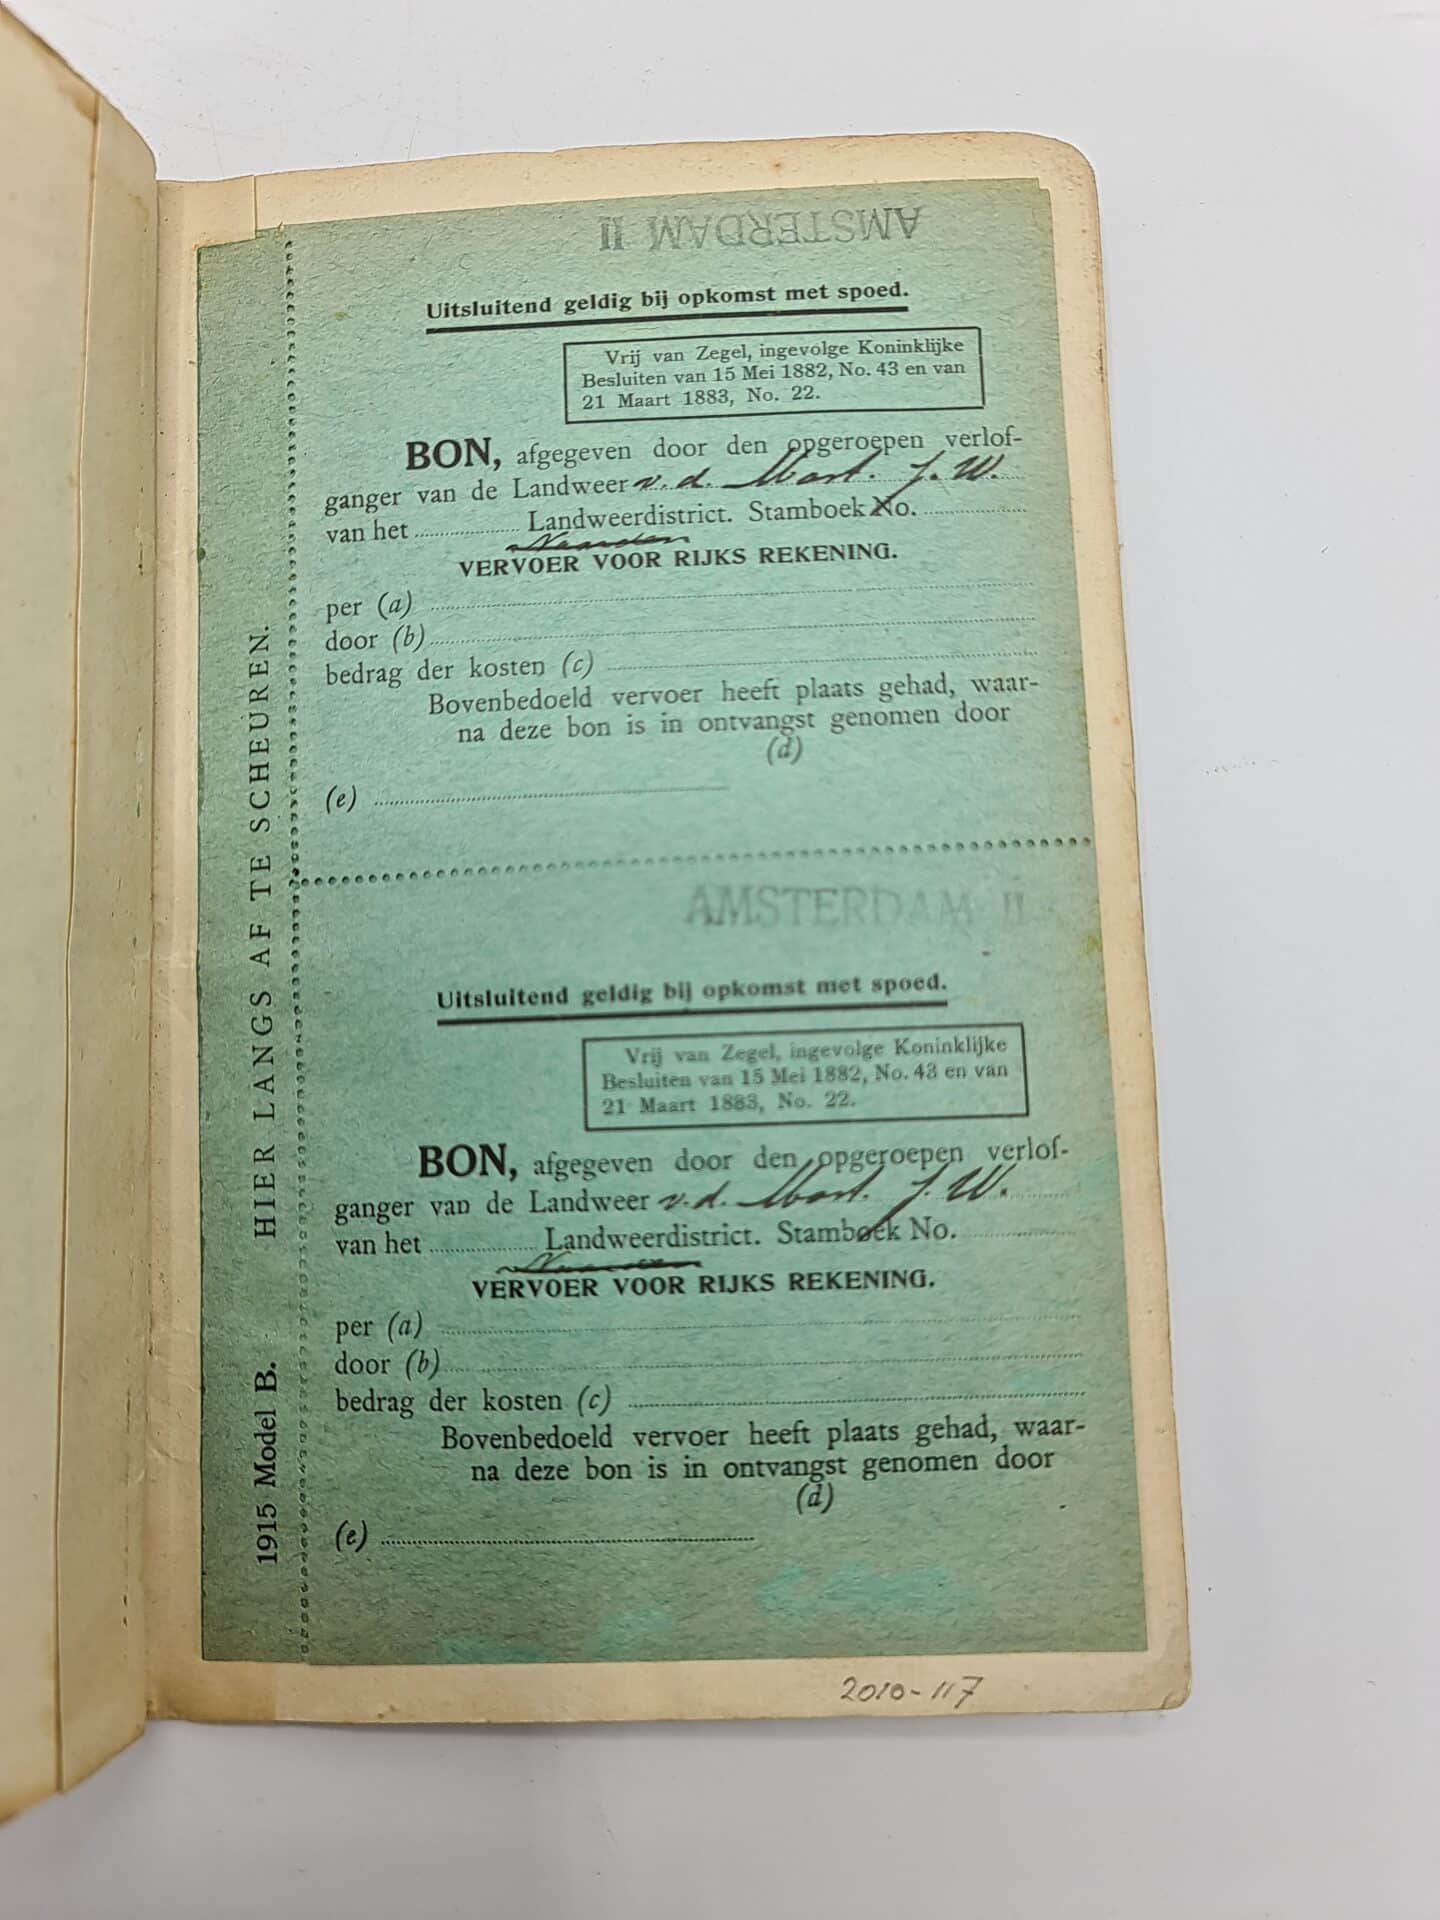 AMSTERDAM II
Uitsluitend geldig bij opkomst met spoed.
Vrij van Zegel, ingevolge Koninklijke
Besluiten van 15 Mei 1882, No. 43 en van
21 Maart 1883, No. 22.
BON, afgegeven door den opgeroepen verlof-
ganger van de Landweer v. d. J. W.
van het Landweerdistrict. Stamboek No.
Naarden
VERVOER VOOR RIJKS REKENING.
per (a)
door (b)
bedrag der kosten (c)
Bovenbedoeld vervoer heeft plaats gehad, waar-
na deze bon is in ontvangst genomen door
(d)
(e)
AMSTERDAM II
Uitsluitend geldig bij opkomst met spoed.
Vrij van Zegel, ingevolge Koninklijke
Besluiten van 15 Mei 1882, No. 43 en van
21 Maart 1883, No. 22.
BON, afgegeven door den opgeroepen verlof-
ganger van de Landweer v. d. J. W.
van het Landweerdistrict. Stamboek No.
Naarden
VERVOER VOOR RIJKS REKENING.
per (a)
door (b)
bedrag der kosten (c)
Bovenbedoeld vervoer heeft plaats gehad, waar-
na deze bon is in ontvangst genomen door
(d)
(e)
1915 Model B. HIER LANGS AF TE SCHEUREN.
2010-117